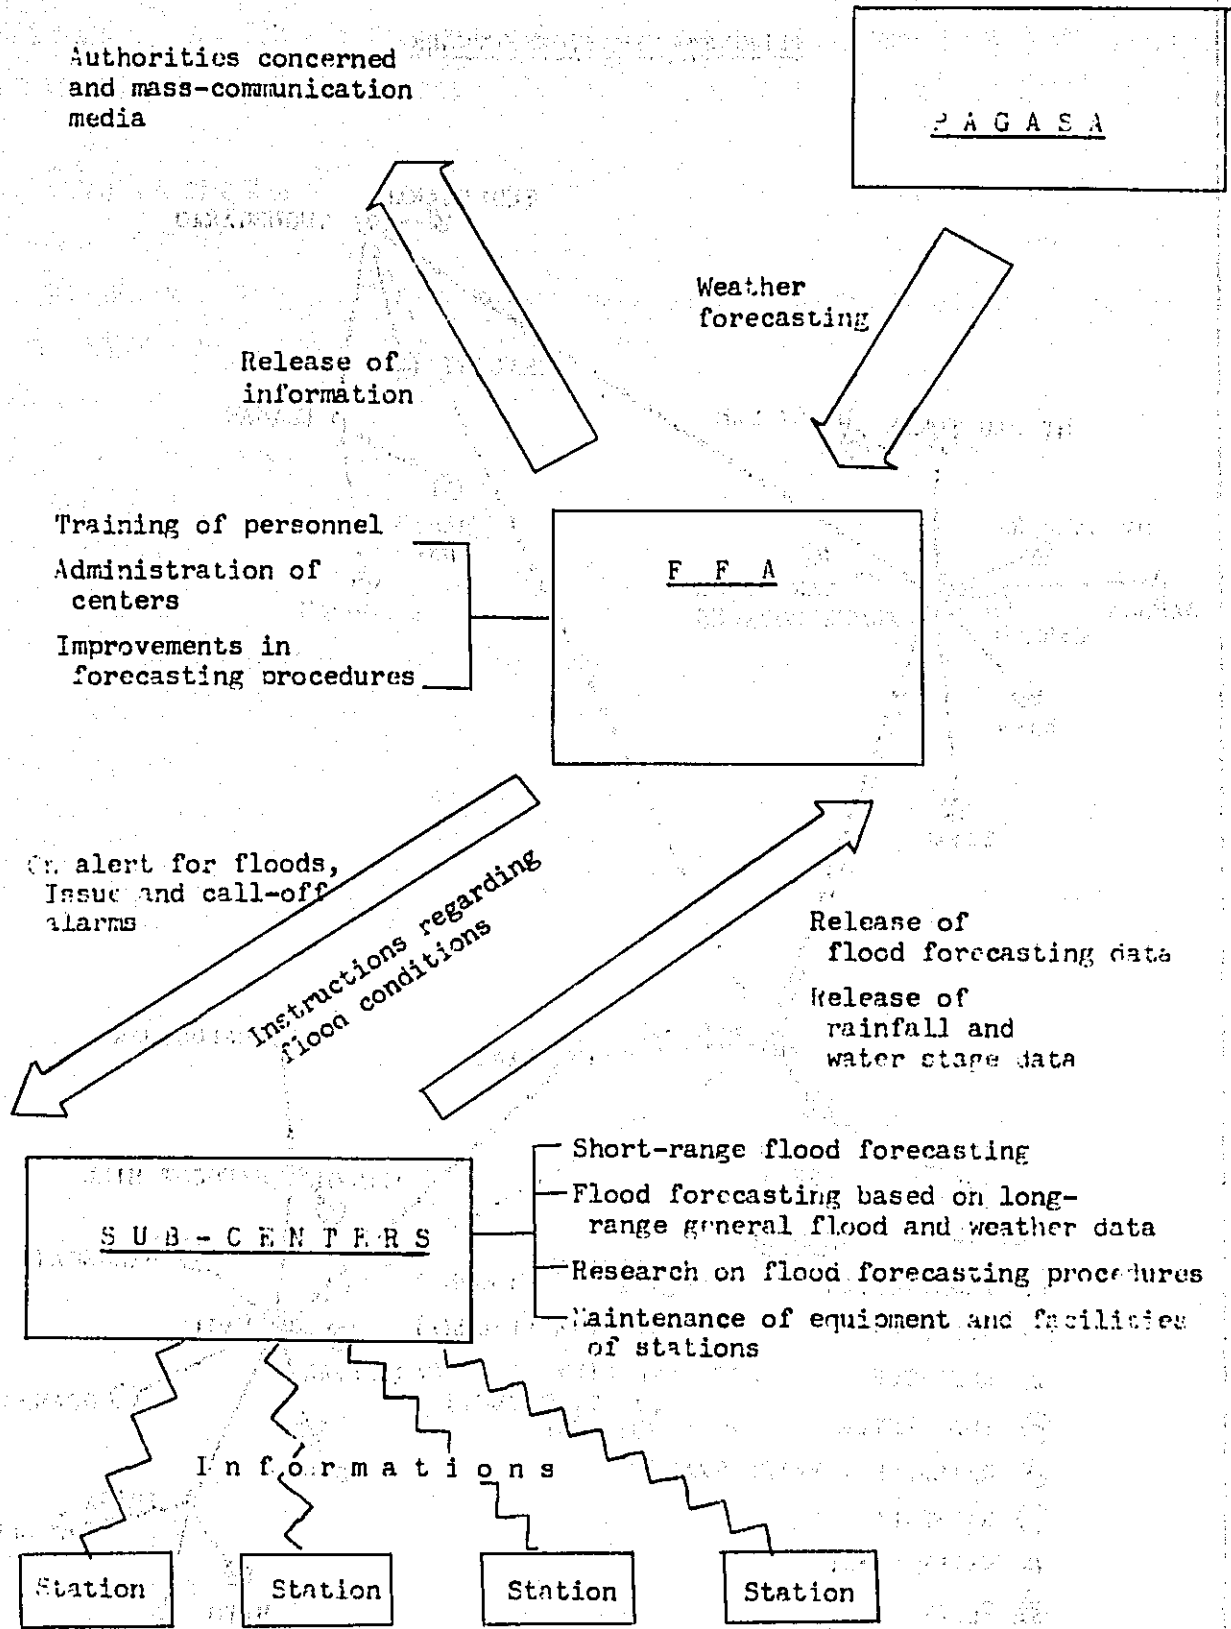 Authorities concerned
and mass-communication
media
PAGASA
Weather
forecasting
Release of
information
Training of personnel
Administration of
centers
Improvements in
forecasting procedures
F F A
On alert for floods,
Issue and call-off
alarms
Instructions regarding
flood conditions
Release of
flood forecasting data
Release of
rainfall and
water stage data
SUB-CENTERS
Short-range flood forecasting
Flood forecasting based on long-
range general flood and weather data
Research on flood forecasting procedures
Maintenance of equipment and facilities
of stations
Informations
Station
Station
Station
Station